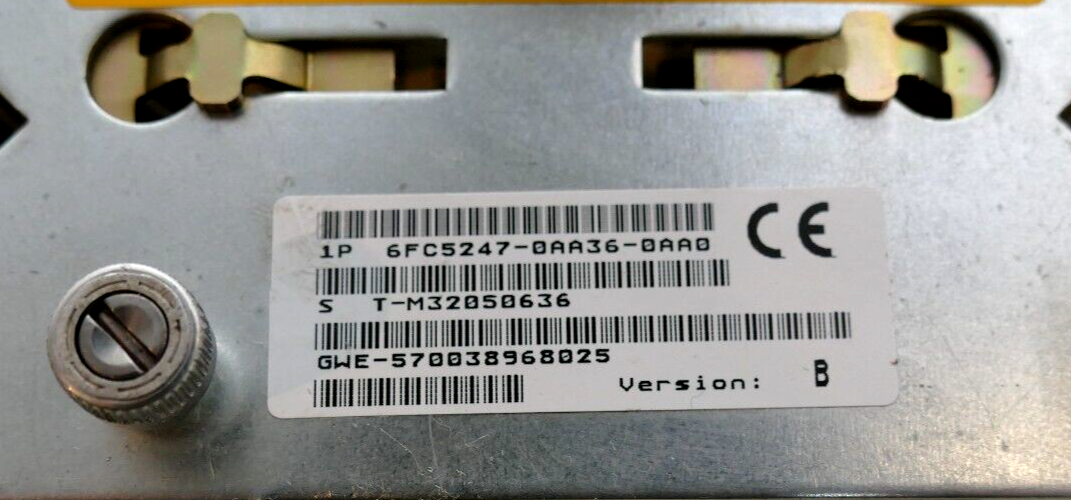 1P 6FC5247-0AA36-0AA0
CE
S T-M32050636
GWE-570038968025
Version: B